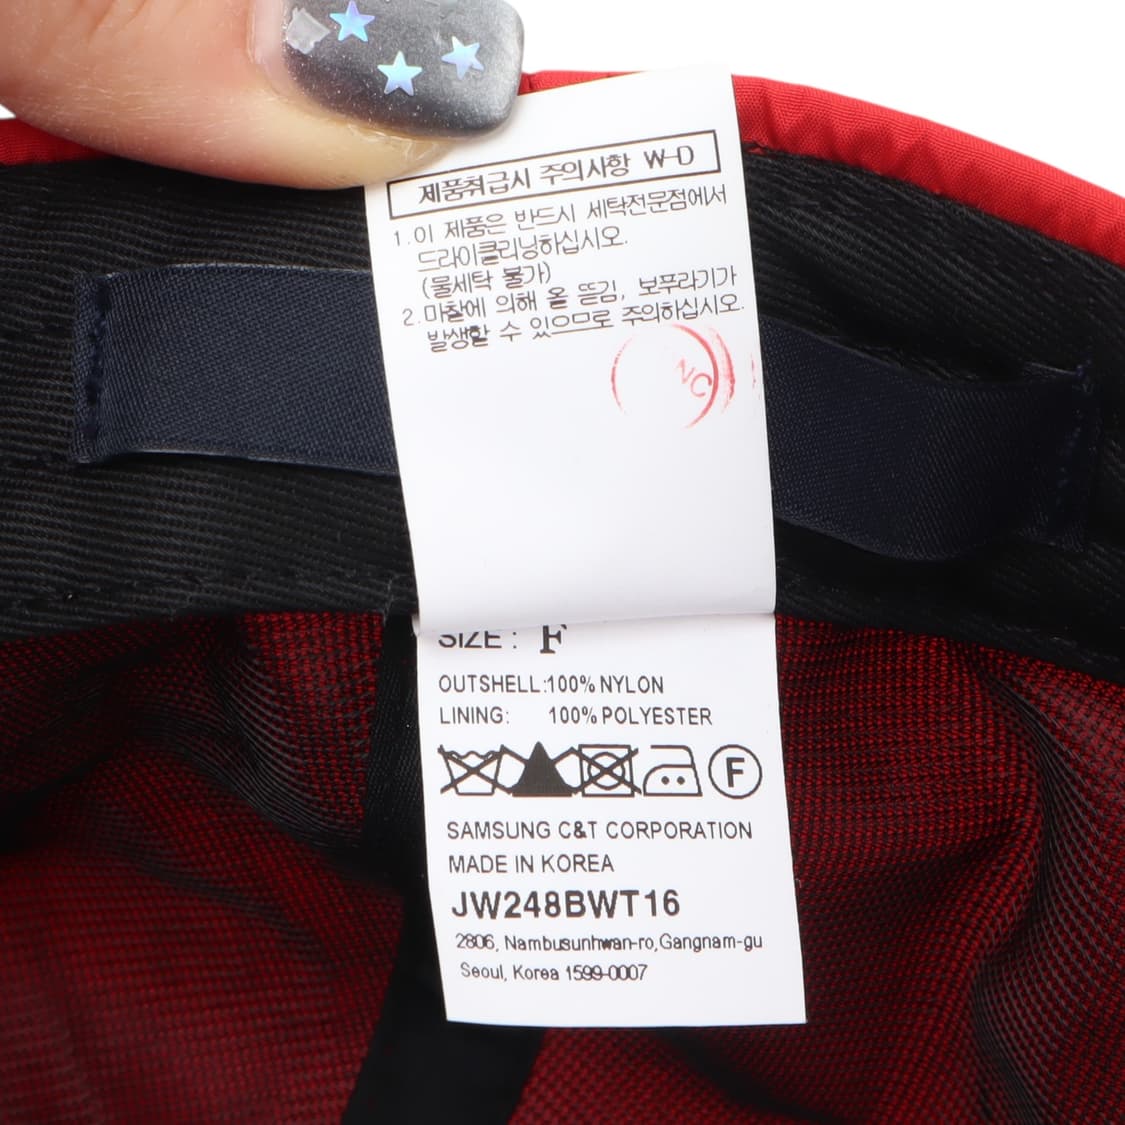 제품취급시 주의사항 W-D
1.이 제품은 반드시 세탁전문점에서
드라이클리닝하십시오.
(물세탁 불가)
2.마찰에 의해 올 뜯김, 보푸라기가
발생할 수 있으므로 주의하십시오.
NC
SIZE : F
OUTSHELL:100% NYLON
LINING: 100% POLYESTER
F
SAMSUNG C&T CORPORATION
MADE IN KOREA
JW248BWT16
2806, Nambusunhwan-ro,Gangnam-gu
Seoul, Korea 1599-0007